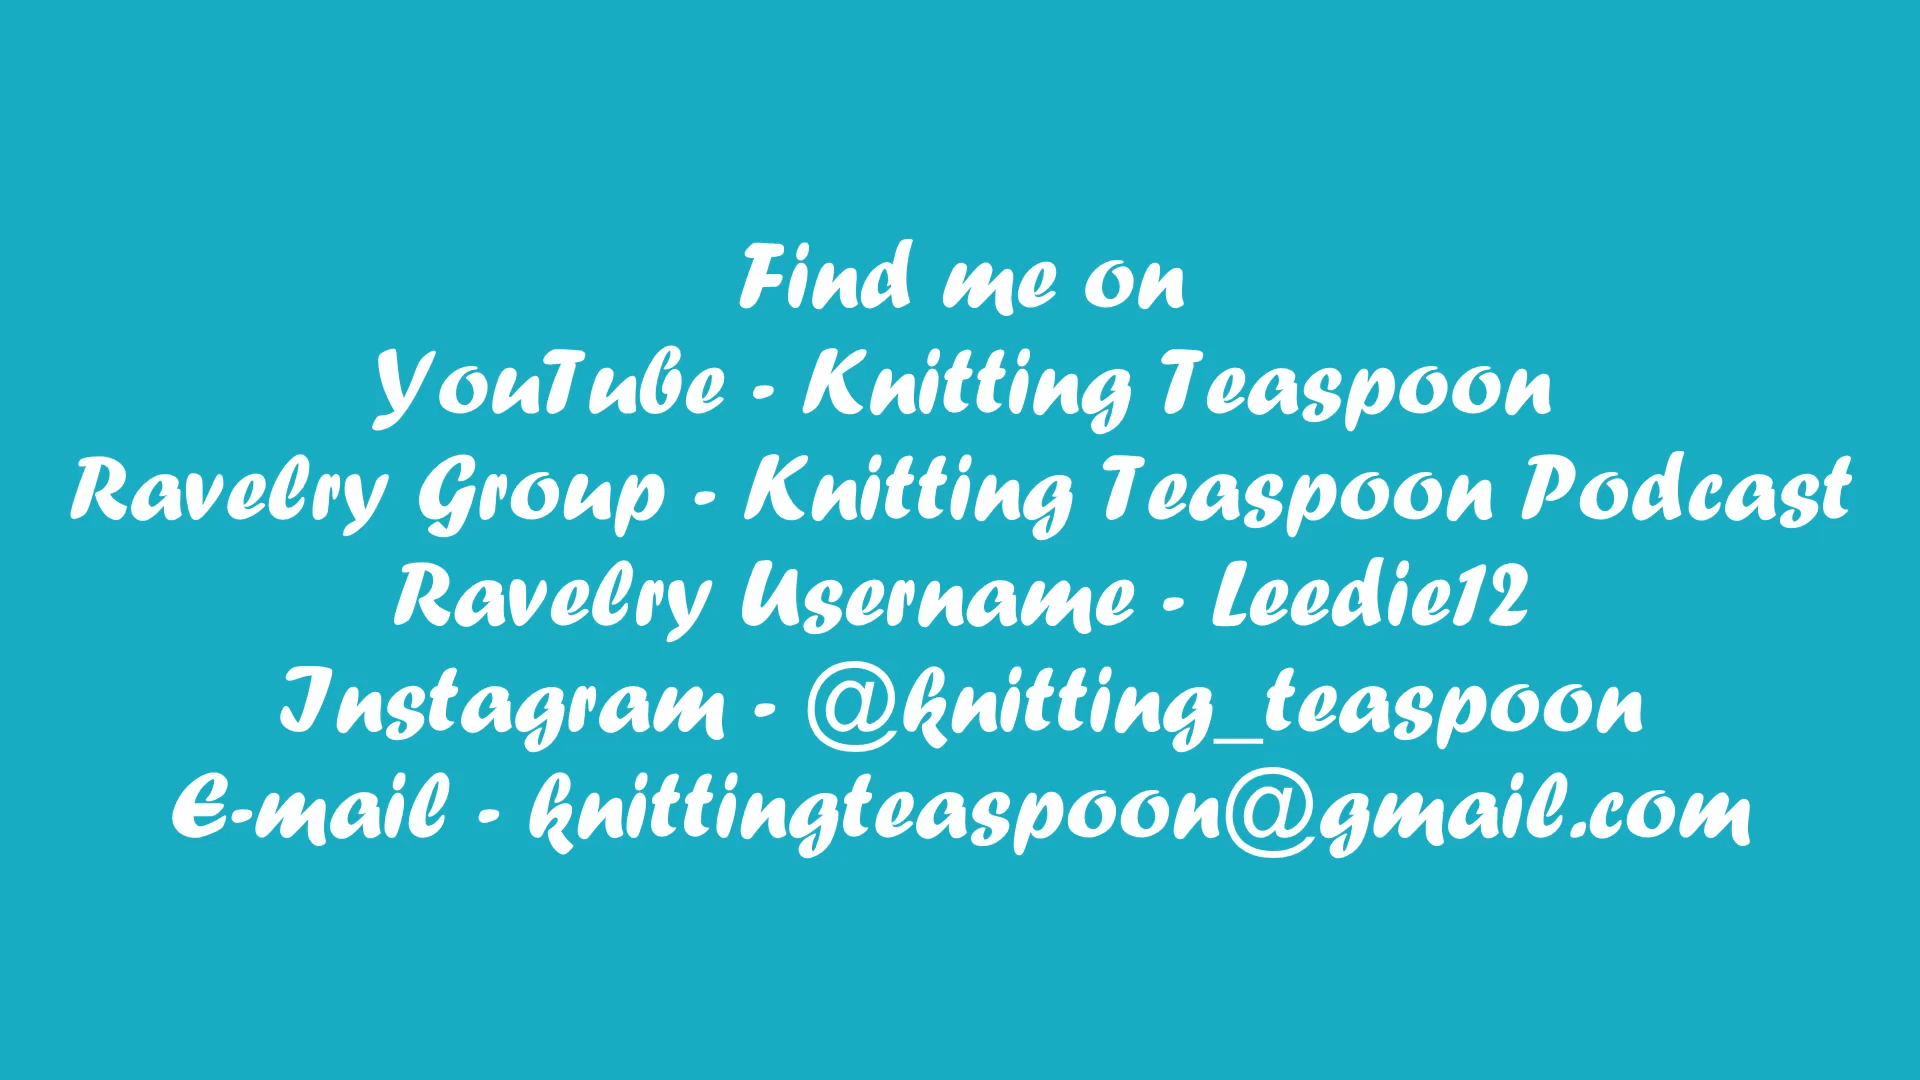 Find me on
YouTube - Knitting Teaspoon
Ravelry Group - Knitting Teaspoon Podcast
Ravelry Username - Leedie12
Instagram - @knitting_teaspoon
E-mail - knittingteaspoon@gmail.com